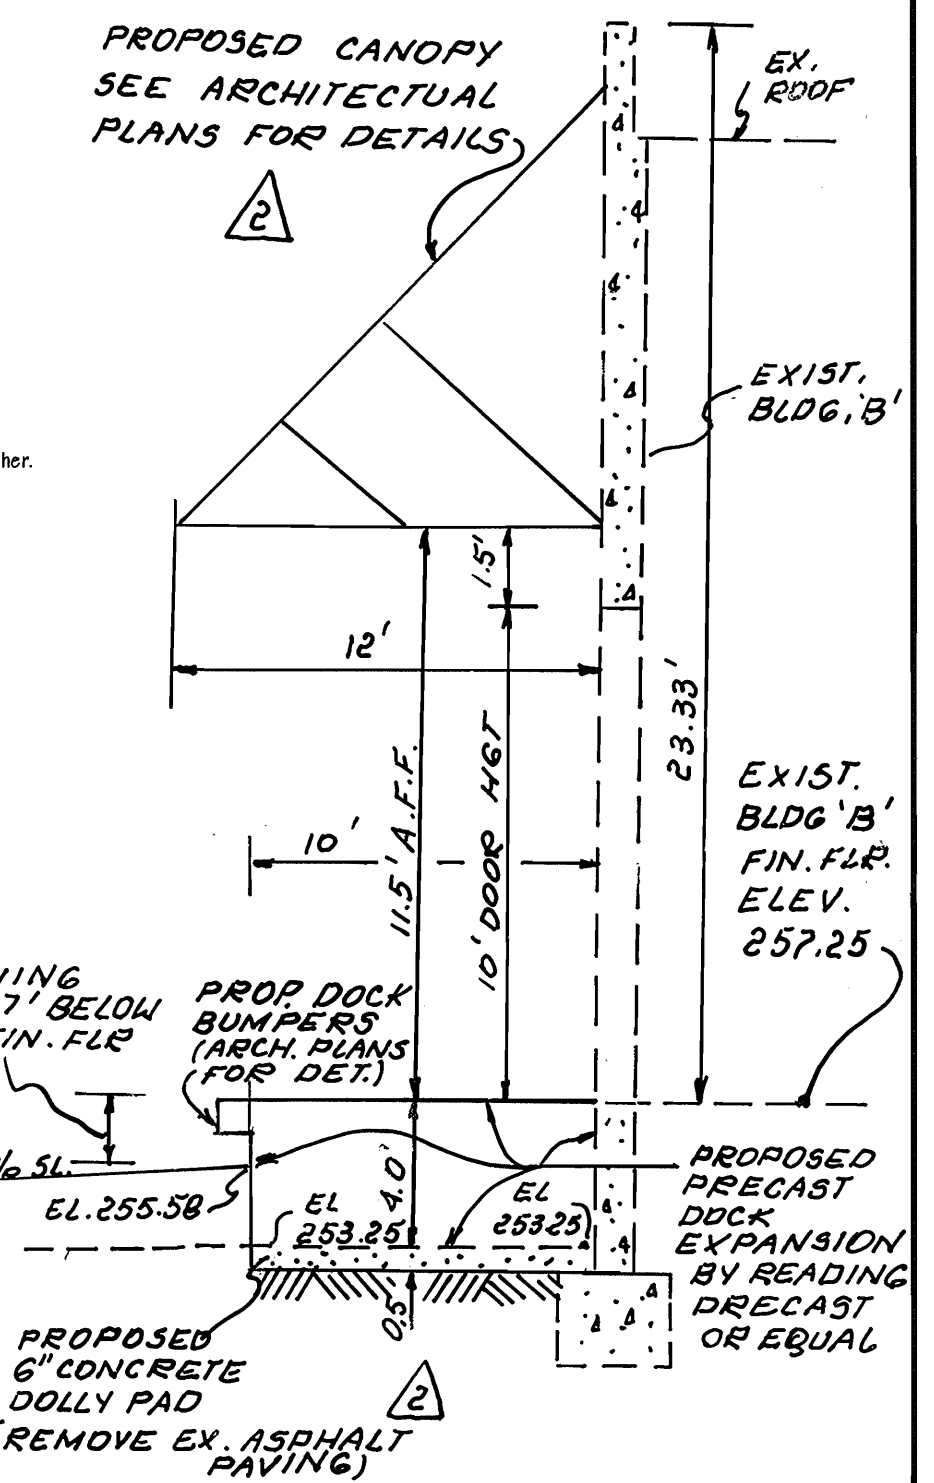 PROPOSED CANOPY
SEE ARCHITECTUAL
PLANS FOR DETAILS
2
EX.
ROOF
her.
EXIST.
BLDG. 'B'
1.5'
12'
23.33'
11.5' A.F.F.
10' DOOR HGT
10'
EXIST.
BLDG 'B'
FIN. FLR.
ELEV.
257.25
7' BELOW
FLR
PROP. DOCK
BUMPERS
(ARCH. PLANS
FOR DET.)
SL.
EL. 255.58
EL
253.25
4.0'
EL
253.25
0.5
PROPOSED
PRECAST
DOCK
EXPANSION
BY READING
PRECAST
OR EQUAL
PROPOSED
6" CONCRETE
DOLLY PAD
(REMOVE EX. ASPHALT
PAVING)
2